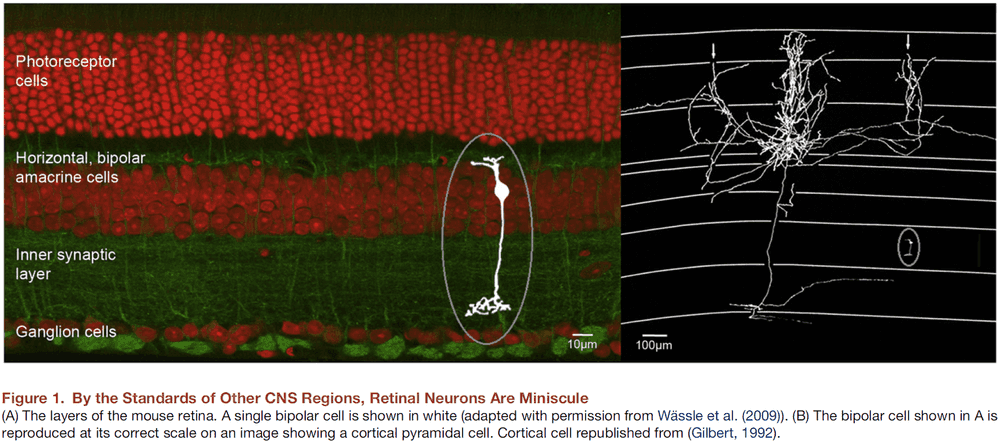 Photoreceptor
cells
Horizontal, bipolar
amacrine cells
Inner synaptic
layer
Ganglion cells
10μm
100μm
Figure 1. By the Standards of Other CNS Regions, Retinal Neurons Are Miniscule
(A) The layers of the mouse retina. A single bipolar cell is shown in white (adapted with permission from Wässle et al. (2009)). (B) The bipolar cell shown in A is
reproduced at its correct scale on an image showing a cortical pyramidal cell. Cortical cell republished from (Gilbert, 1992).